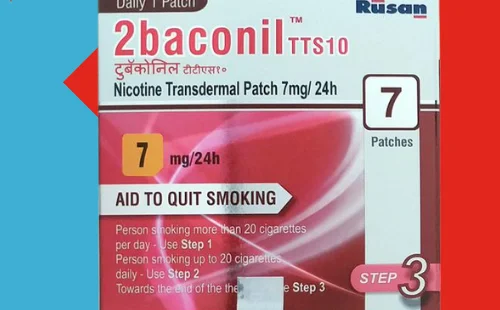 Daily 1 Patch
Rusan
2baconil™ TTS10
टुबॅकोनिल टीटीएस१०
Nicotine Transdermal Patch 7mg/ 24h
7
Patches
7 mg/24h
AID TO QUIT SMOKING
Person smoking more than 20 cigarettes
per day - Use Step 1
Person smoking up to 20 cigarettes
daily - Use Step 2
Towards the end of the the Use Step 3
STEP 3